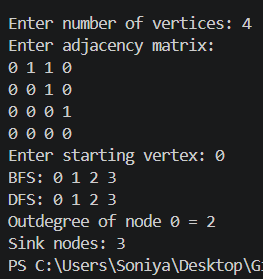 Enter number of vertices: 4
Enter adjacency matrix:
0 1 1 0
0 0 1 0
0 0 0 1
0 0 0 0
Enter starting vertex: 0
BFS: 0 1 2 3
DFS: 0 1 2 3
Outdegree of node 0 = 2
Sink nodes: 3
PS C:\Users\Soniya\Desktop\G